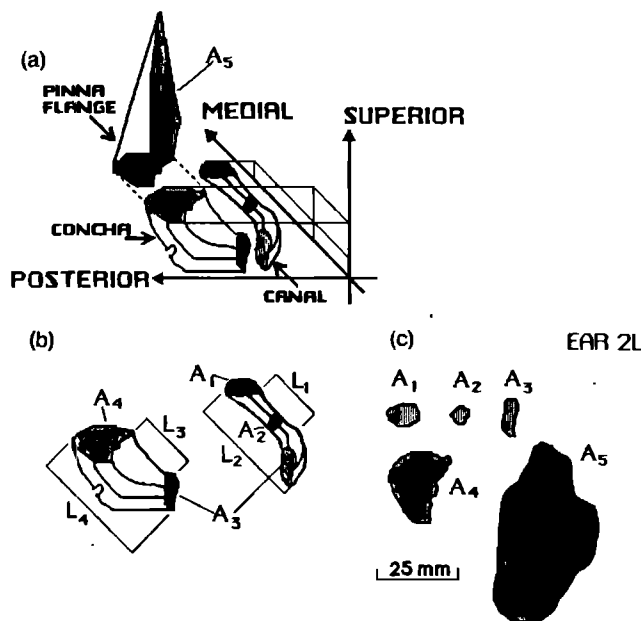 (a)
A5
PINNA
FLANGE
MEDIAL
SUPERIOR
CONCHA
POSTERIOR
CANAL
(b)
A1
L1
A4
L3
A2
L2
L4
A3
(c)
EAR 2L
A1 A2 A3
A4
A5
25 mm